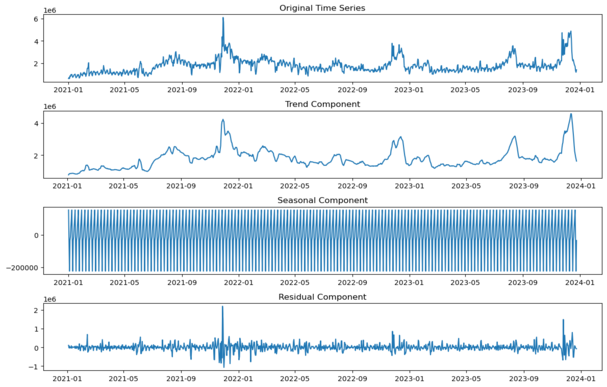 Original Time Series
1e6
6
4
2
2021-01 2021-05 2021-09 2022-01 2022-05 2022-09 2023-01 2023-05 2023-09 2024-01
Trend Component
1e6
4
2
2021-01 2021-05 2021-09 2022-01 2022-05 2022-09 2023-01 2023-05 2023-09 2024-01
Seasonal Component
0
−200000
2021-01 2021-05 2021-09 2022-01 2022-05 2022-09 2023-01 2023-05 2023-09 2024-01
Residual Component
1e6
2
1
0
−1
2021-01 2021-05 2021-09 2022-01 2022-05 2022-09 2023-01 2023-05 2023-09 2024-01